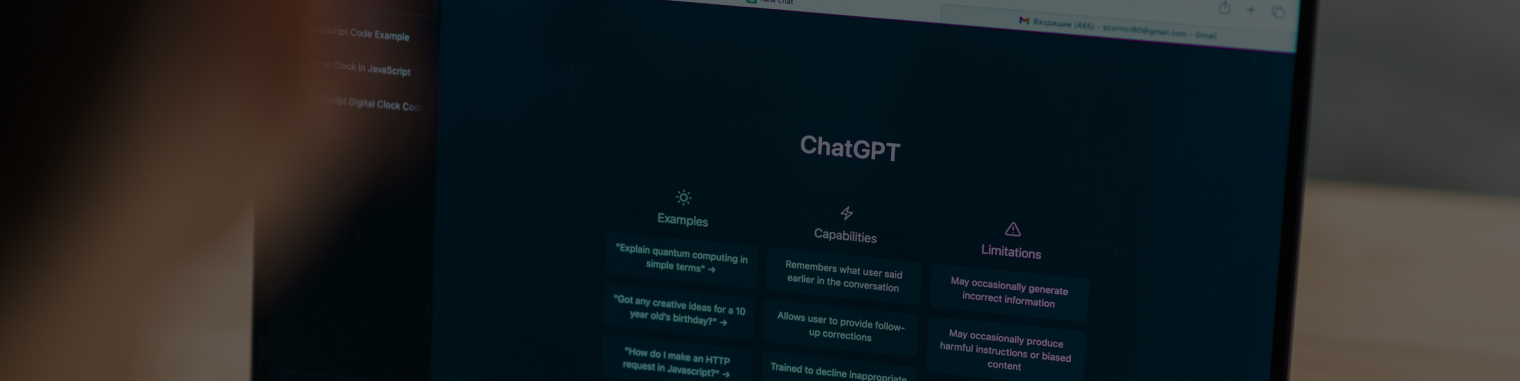 New chat
Входящие (465) - scornic90@gmail.com - Gmail
Script Code Example
Clock in JavaScript
Digital Clock
ChatGPT
Examples
"Explain quantum computing in
simple terms" →
"Got any creative ideas for a 10
year old's birthday?" →
"How do I make an HTTP
request in Javascript?" →
Capabilities
Remembers what user said
earlier in the conversation
Allows user to provide follow-
up corrections
Trained to decline inappropriate
Limitations
May occasionally generate
incorrect information
May occasionally produce
harmful instructions or biased
content